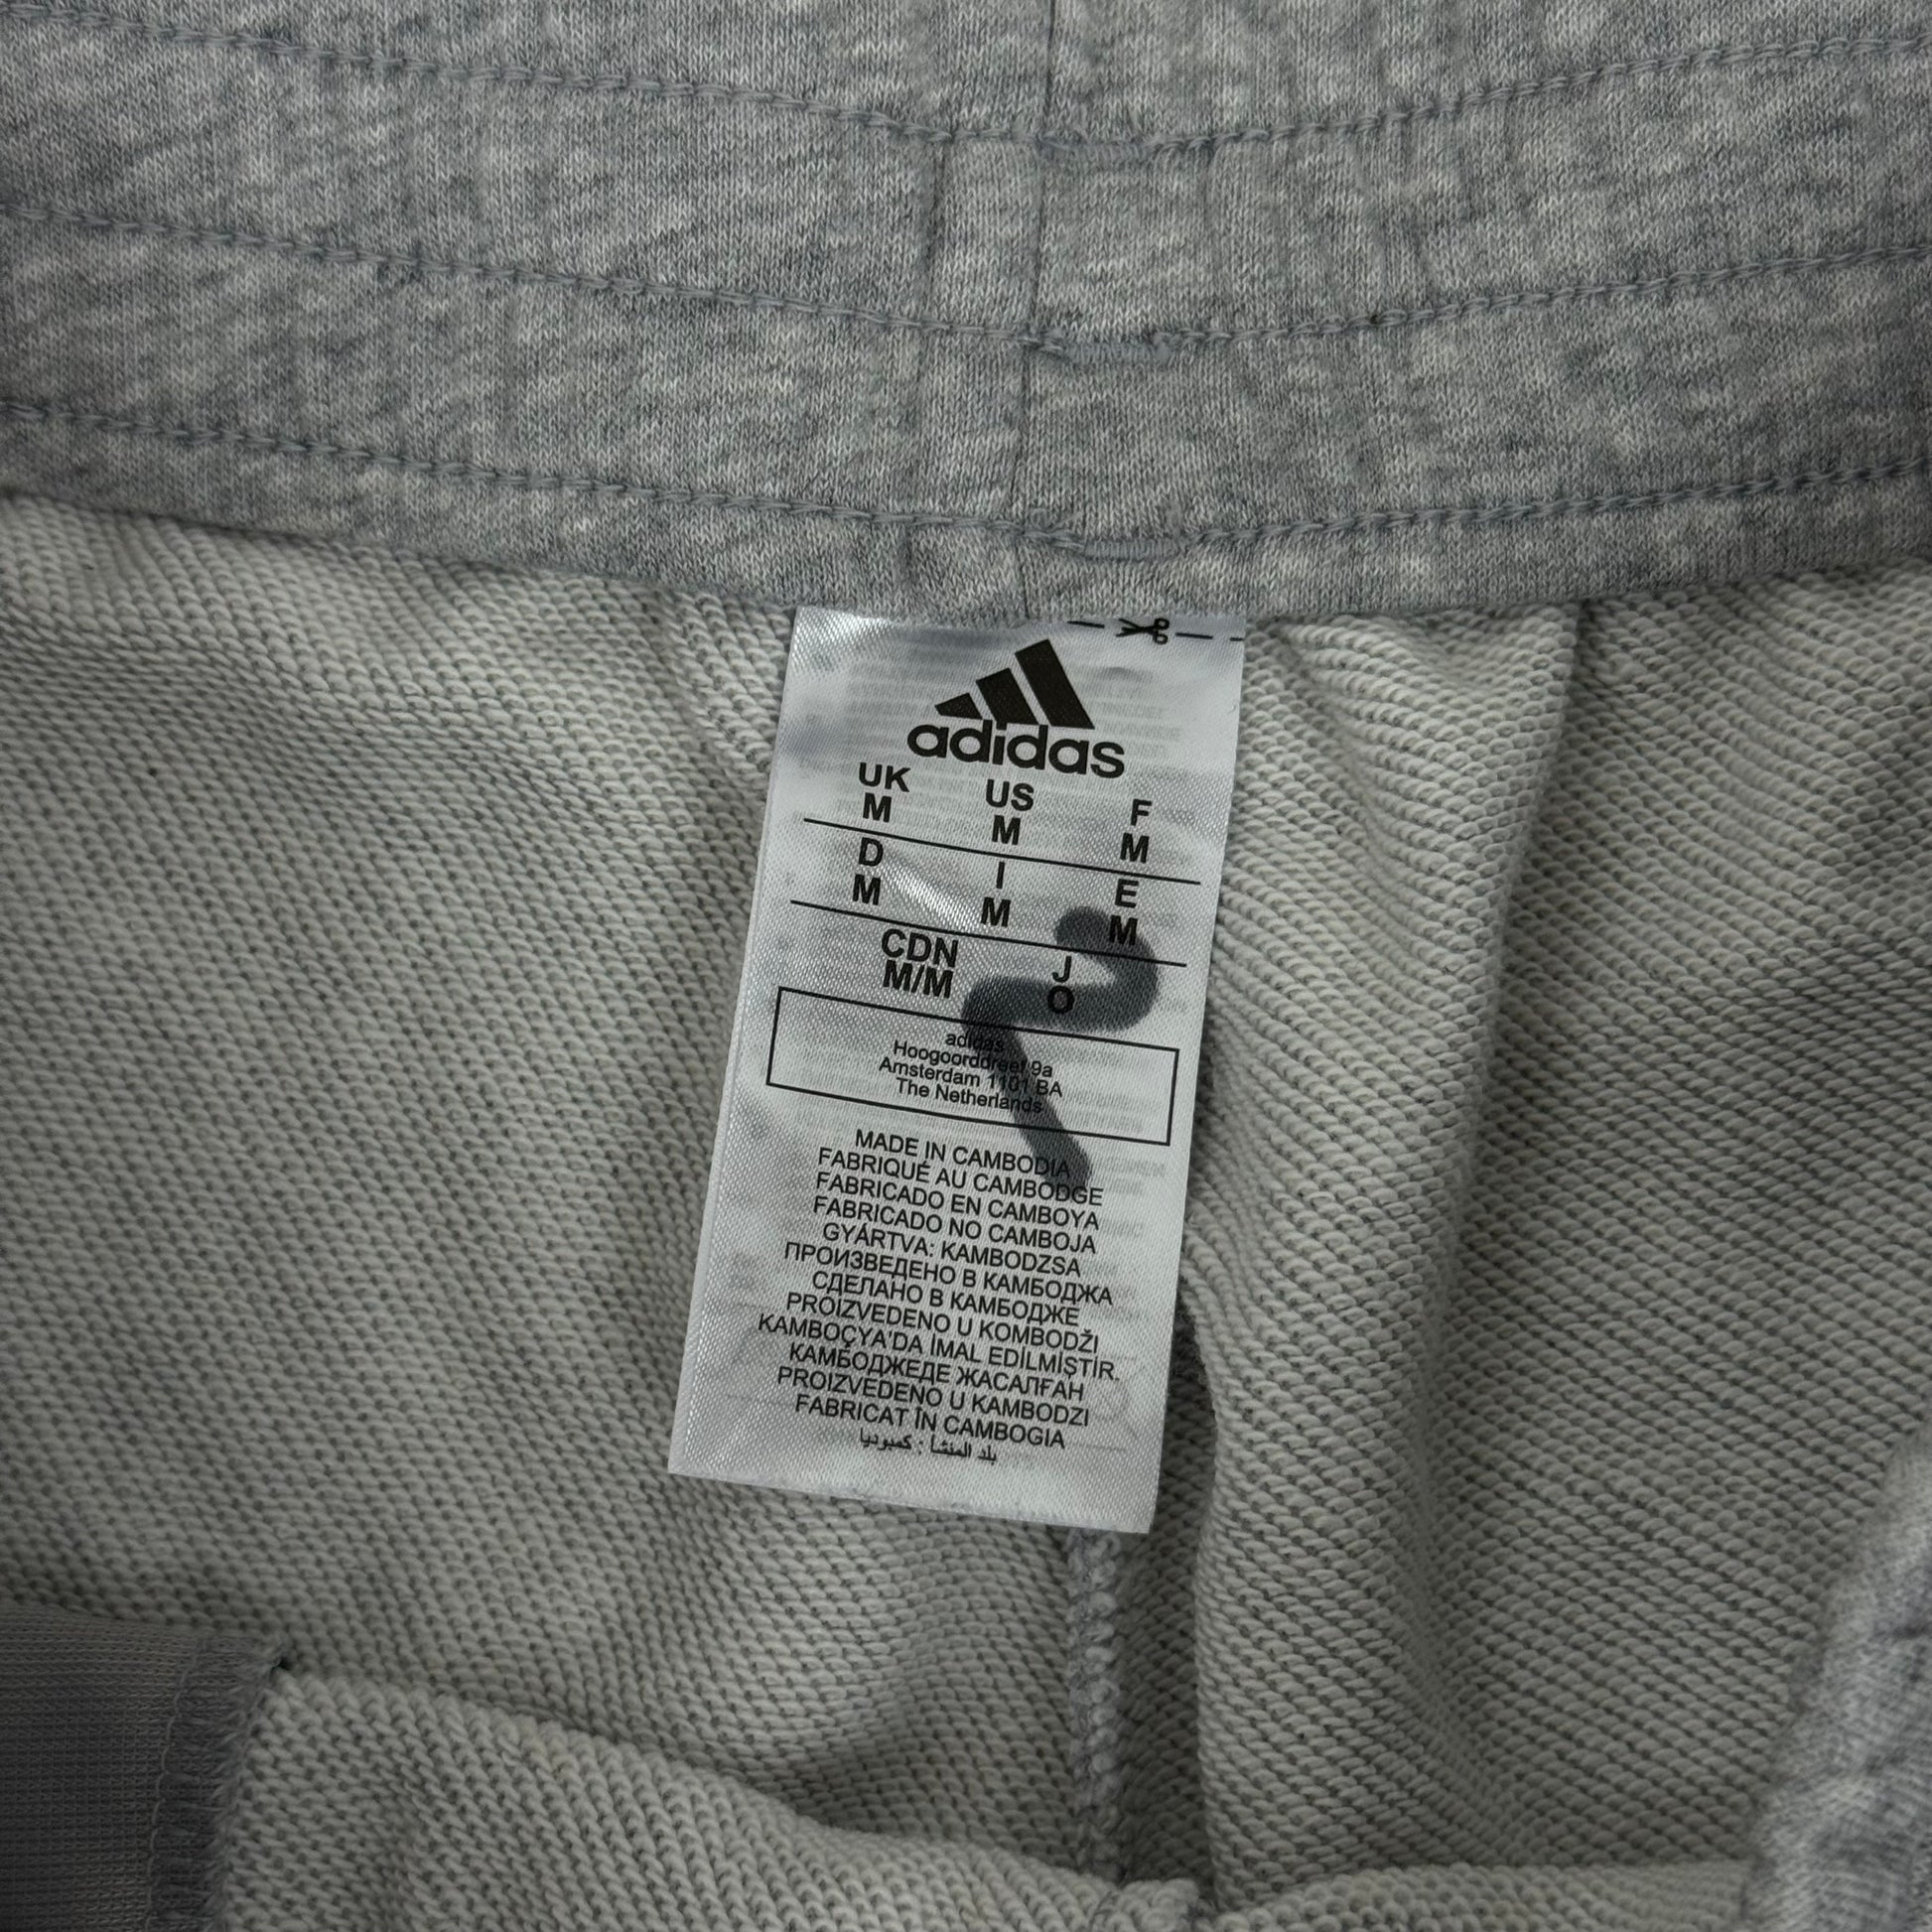 adidas
UK US F
M M M
D I E
M M M
CDN J
M/M O
adidas
Hoogoorddreef 9a
Amsterdam 1101 BA
The Netherlands
MADE IN CAMBODIA
FABRIQUÉ AU CAMBODGE
FABRICADO EN CAMBOYA
FABRICADO NO CAMBOJA
GYÁRTVA: KAMBODZSA
ПРОИЗВЕДЕНО В КАМБОДЖА
СДЕЛАНО В КАМБОДЖЕ
PROIZVEDENO U KOMBODŽI
KAMBOÇYA'DA İMAL EDİLMİŞTİR.
КАМБОДЖЕДЕ ЖАСАЛҒАН
PROIZVEDENO U KAMBODZI
FABRICAT ÎN CAMBOGIA
بلد المنشأ : كمبوديا